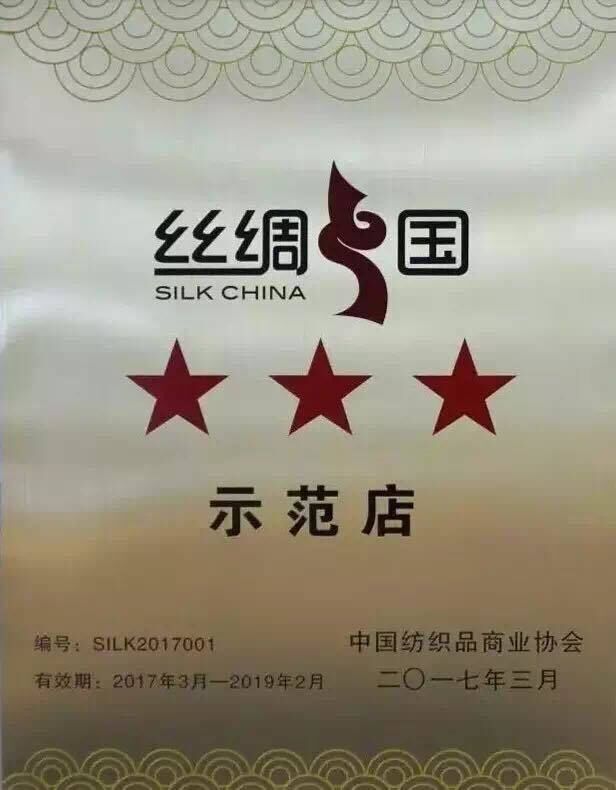 丝绸中国
SILK CHINA
示范店
编号：SILK2017001
有效期：2017年3月—2019年2月
中国纺织品商业协会
二〇一七年三月